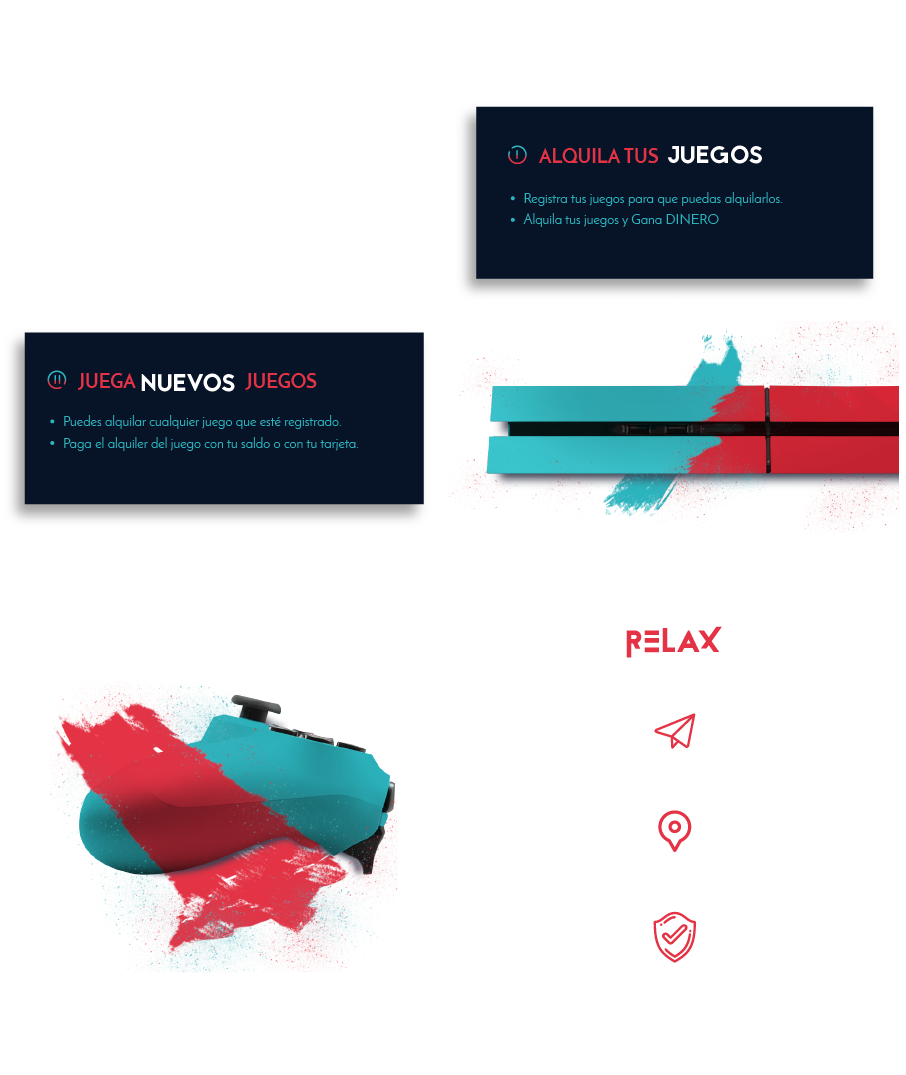 ALQUILA TUS JUEGOS
• Registra tus juegos para que puedas alquilarlos.
• Alquila tus juegos y Gana DINERO
JUEGA NUEVOS JUEGOS
• Puedes alquilar cualquier juego que esté registrado.
• Paga el alquiler del juego con tu saldo o con tu tarjeta.
RELAX